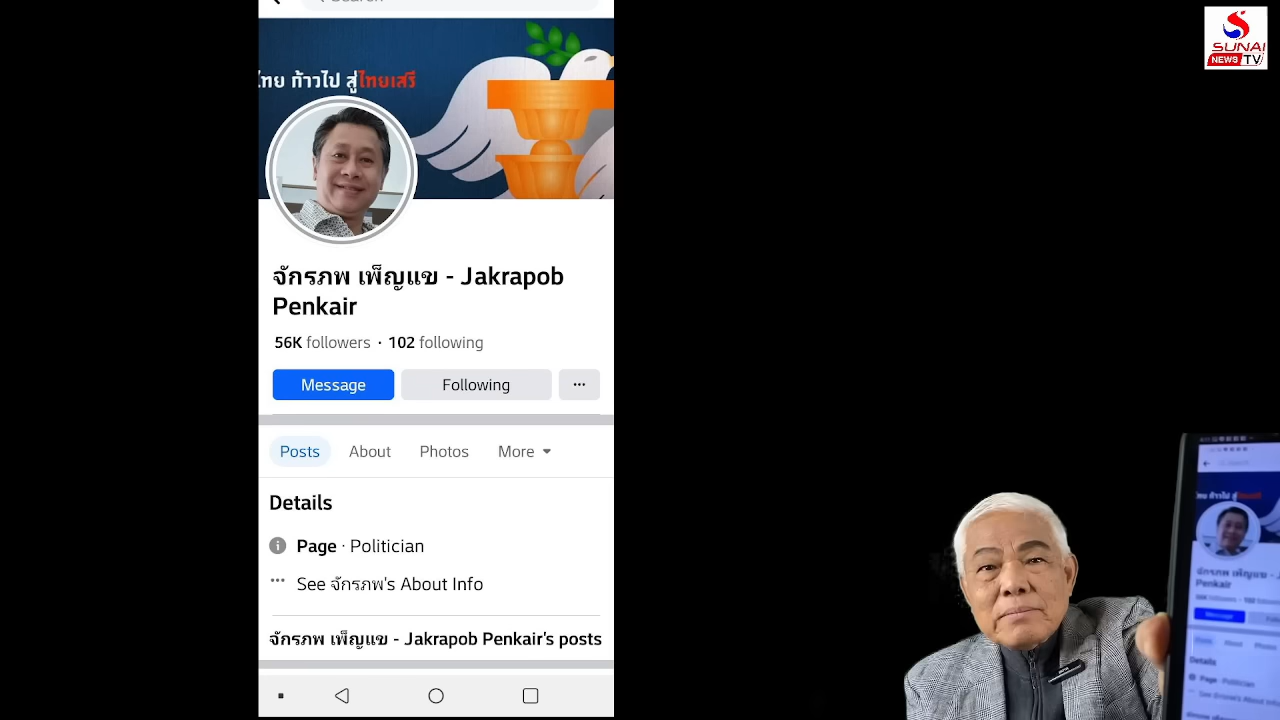 SUNAI
NEWS TV
ไทย ก้าวไป สู่ไทยเสรี
จักรภพ เพ็ญแข - Jakrapob
Penkair
56K followers · 102 following
Message
Following
Posts
About
Photos
More
Details
Page · Politician
See จักรภพ's About Info
จักรภพ เพ็ญแข - Jakrapob Penkair's posts